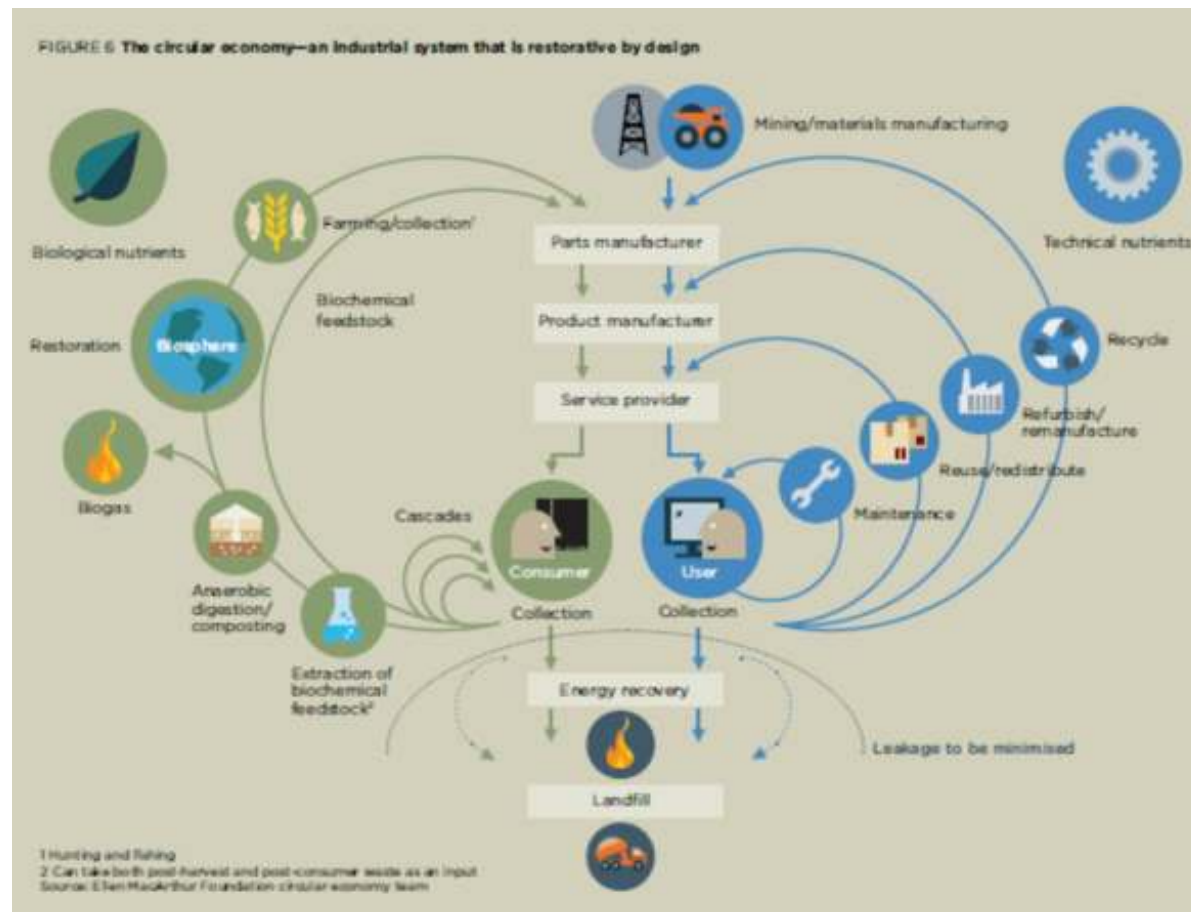 FIGURE 6 The circular economy—an industrial system that is restorative by design
Mining/materials manufacturing
Biological nutrients
Farming/collection¹
Parts manufacturer
Technical nutrients
Biochemical
feedstock
Product manufacturer
Restoration
Biosphere
Recycle
Service provider
Refurbish/
remanufacture
Reuse/redistribute
Biogas
Cascades
Maintenance
Consumer
User
Anaerobic
digestion/
composting
Collection
Collection
Extraction of
biochemical
feedstock²
Energy recovery
Leakage to be minimised
Landfill
1 Hunting and fishing
2 Can take both post-harvest and post-consumer waste as an input
Source: Ellen MacArthur Foundation circular economy team